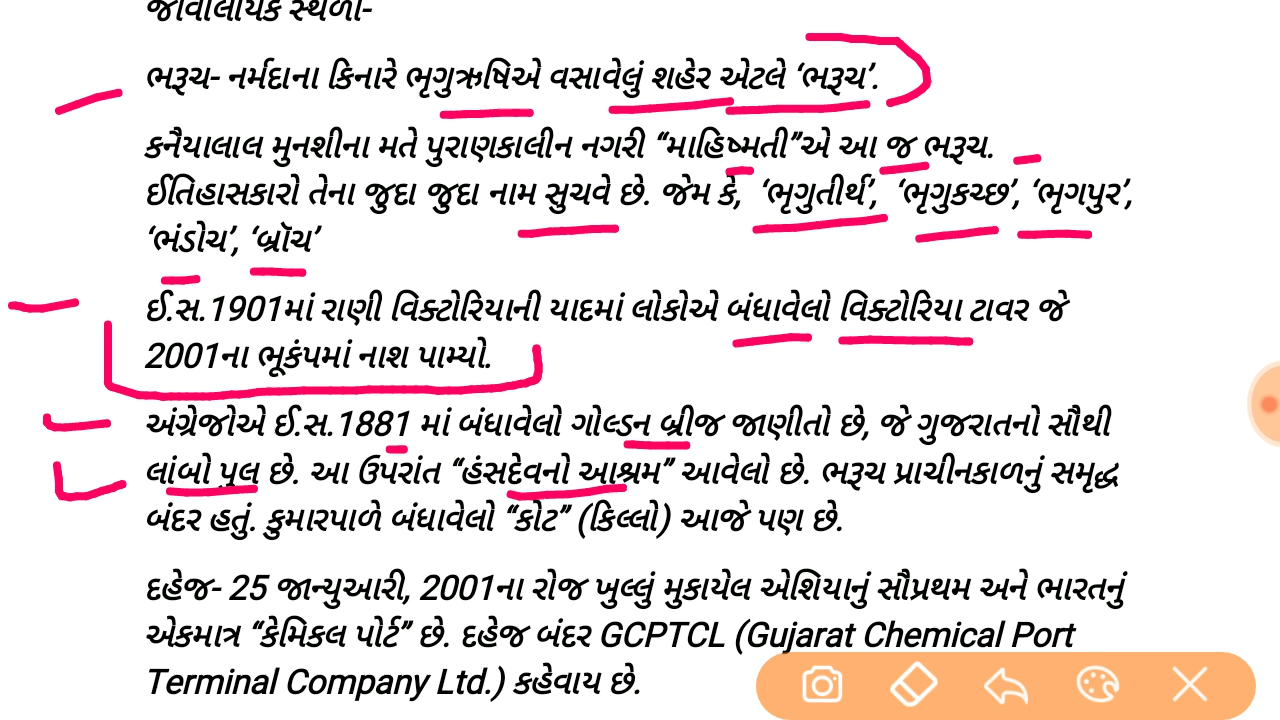 જોવાલાયક સ્થળો-
ભરૂચ- નર્મદાના કિનારે ભૃગુઋષિએ વસાવેલું શહેર એટલે ‘ભરૂચ’.
કનૈયાલાલ મુનશીના મતે પુરાણકાલીન નગરી “માહિષ્મતી”એ આ જ ભરૂચ.
ઈતિહાસકારો તેના જુદા જુદા નામ સુચવે છે. જેમ કે, ‘ભૃગુતીર્થ’, ‘ભૃગુકચ્છ’, ‘ભૃગપુર’,
‘ભંડોચ’, ‘બ્રૉચ’
ઈ.સ.1901માં રાણી વિક્ટોરિયાની યાદમાં લોકોએ બંધાવેલો વિક્ટોરિયા ટાવર જે
2001ના ભૂકંપમાં નાશ પામ્યો.
અંગ્રેજોએ ઈ.સ.1881 માં બંધાવેલો ગોલ્ડન બ્રીજ જાણીતો છે, જે ગુજરાતનો સૌથી
લાંબો પુલ છે. આ ઉપરાંત “હંસદેવનો આશ્રમ” આવેલો છે. ભરૂચ પ્રાચીનકાળનું સમૃદ્ધ
બંદર હતું. કુમારપાળે બંધાવેલો “કોટ” (કિલ્લો) આજે પણ છે.
દહેજ- 25 જાન્યુઆરી, 2001ના રોજ ખુલ્લું મુકાયેલ એશિયાનું સૌપ્રથમ અને ભારતનું
એકમાત્ર “કેમિકલ પોર્ટ” છે. દહેજ બંદર GCPTCL (Gujarat Chemical Port
Terminal Company Ltd.) કહેવાય છે.